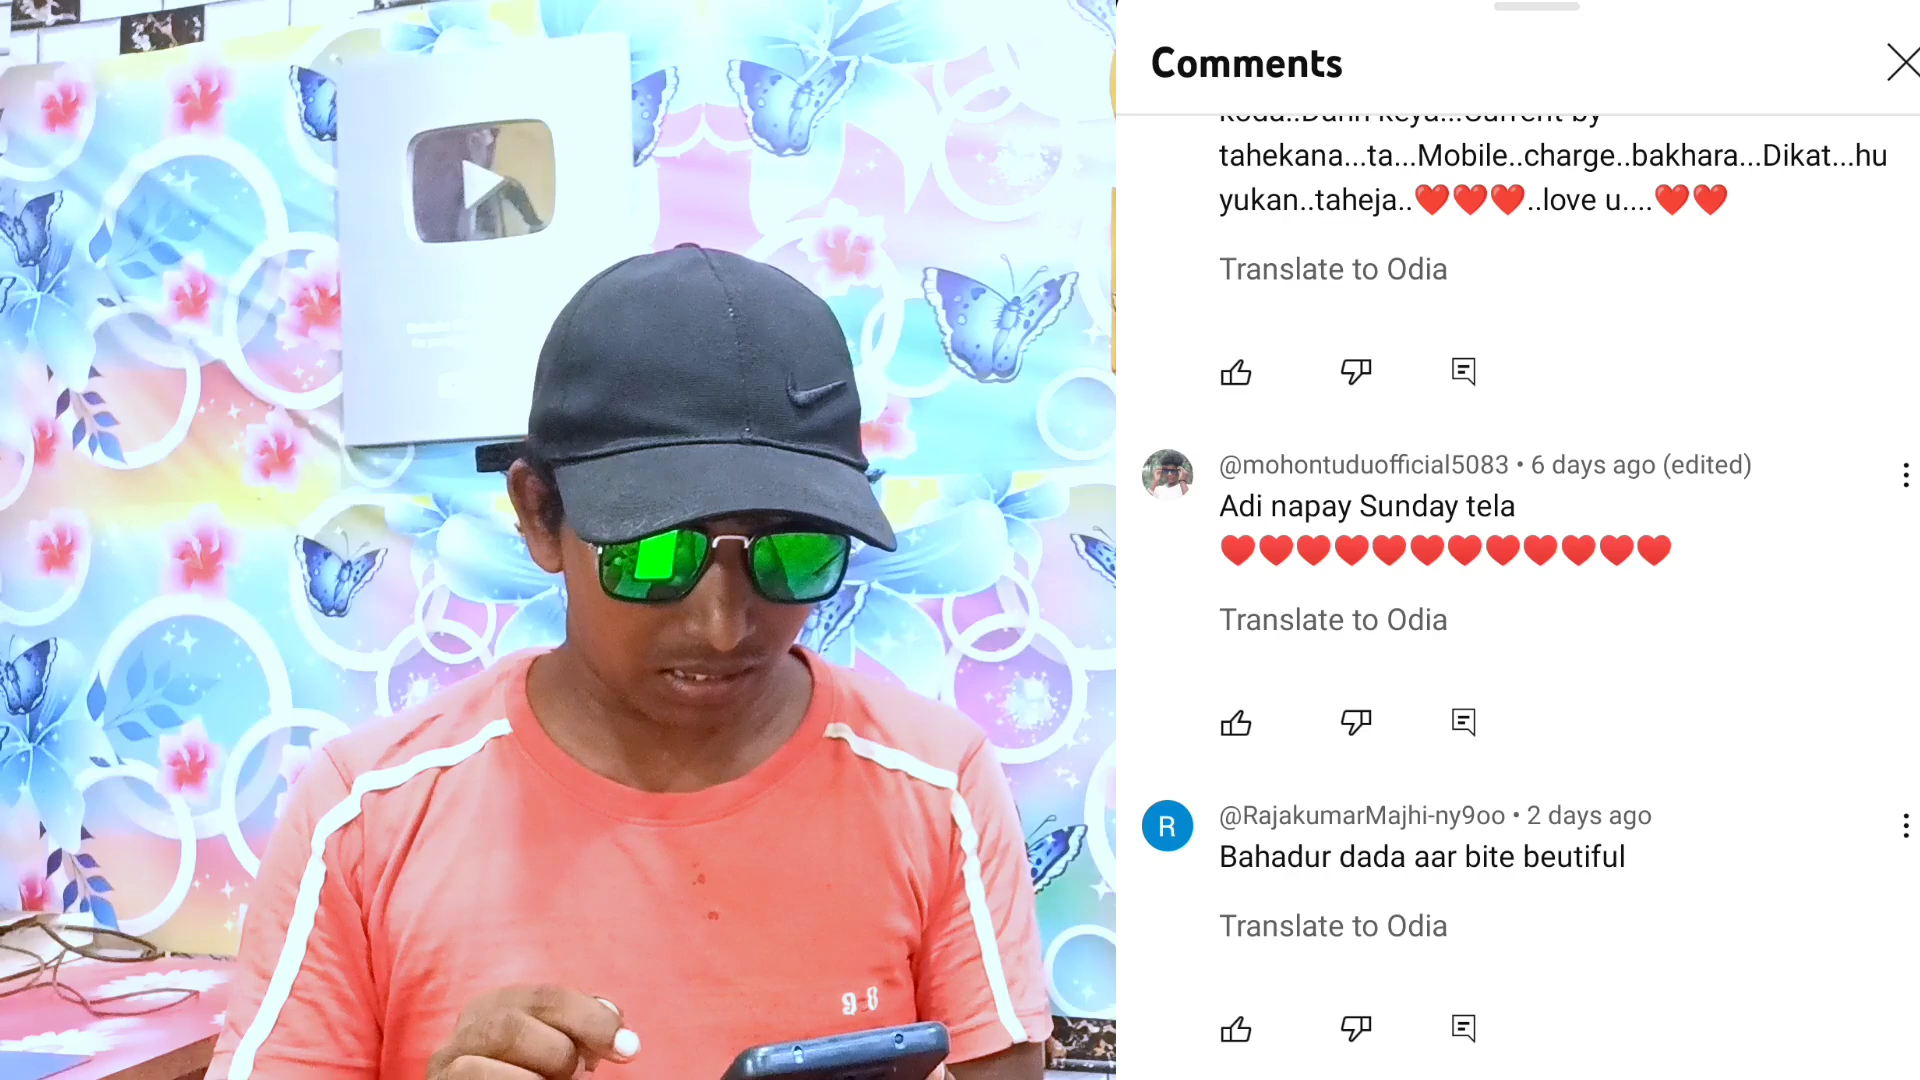 Comments
tahekana...ta...Mobile..charge..bakhara...Dikat...hu
yukan..taheja..❤️❤️❤️..love u....❤️❤️
Translate to Odia
@mohontuduofficial5083 • 6 days ago (edited)
Adi napay Sunday tela
♥️♥️♥️♥️♥️♥️♥️♥️♥️♥️♥️♥️
Translate to Odia
R
@RajakumarMajhi-ny9oo • 2 days ago
Bahadur dada aar bite beutiful
Translate to Odia
98